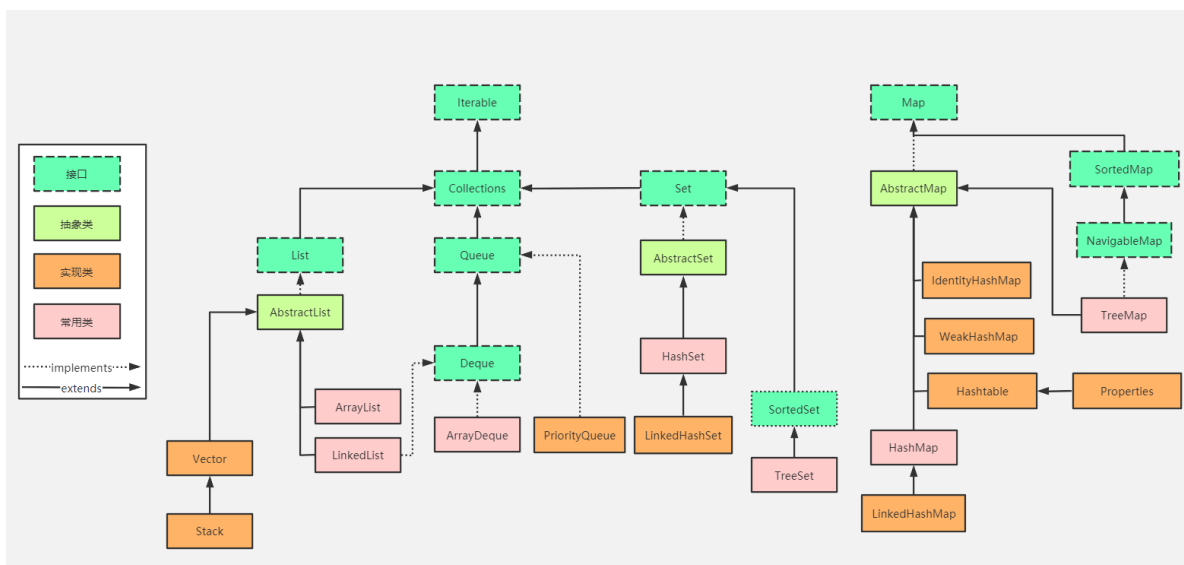 Iterable
Map
接口
SortedMap
Collections
Set
AbstractMap
抽象类
List
Queue
AbstractSet
NavigableMap
实现类
IdentityHashMap
AbstractList
TreeMap
常用类
WeakHashMap
HashSet
Deque
implements
extends
Hashtable
Properties
ArrayList
SortedSet
ArrayDeque
PriorityQueue
LinkedHashSet
HashMap
Vector
LinkedList
TreeSet
LinkedHashMap
Stack